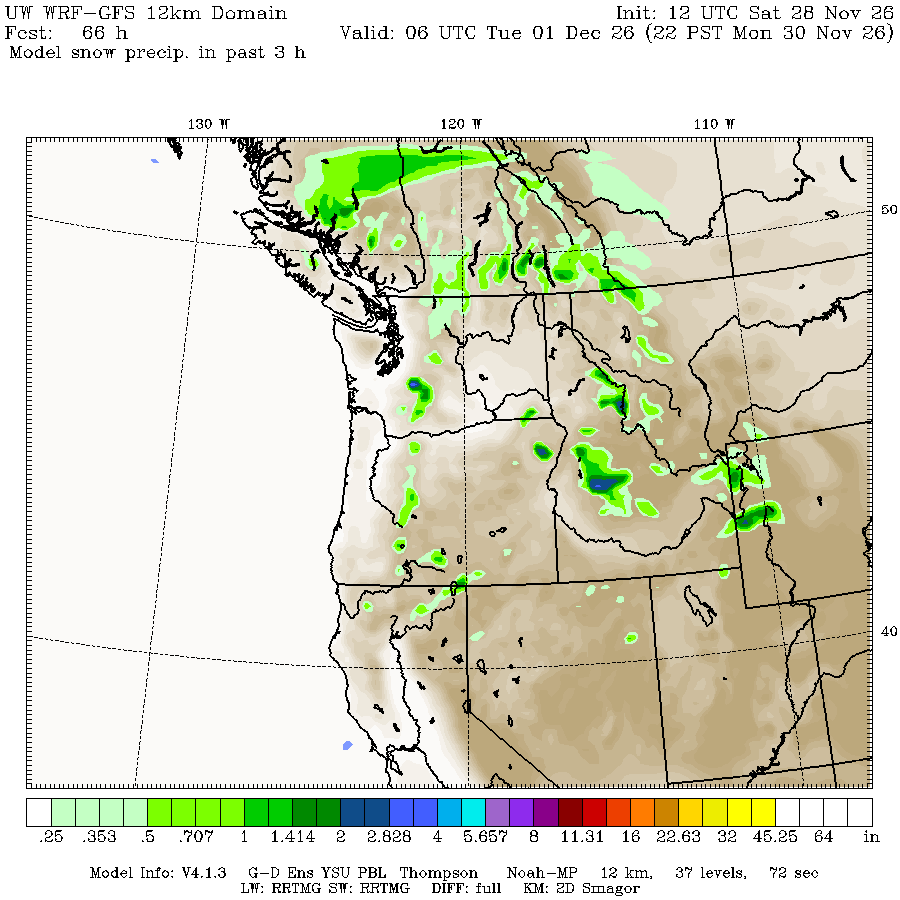 UW WRF-GFS 12km Domain Init: 12 UTC Sat 28 Nov 26
Fcst: 66 h Valid: 06 UTC Tue 01 Dec 26 (22 PST Mon 30 Nov 26)
Model snow precip. in past 3 h
130 W 120 W 110 W
50
40
.25 .353 .5 .707 1 1.414 2 2.828 4 5.657 8 11.31 16 22.63 32 45.25 64 in
Model Info: V4.1.3 G-D Ens YSU PBL Thompson Noah-MP 12 km, 37 levels, 72 sec
LW: RRTMG SW: RRTMG DIFF: full KM: 2D Smagor